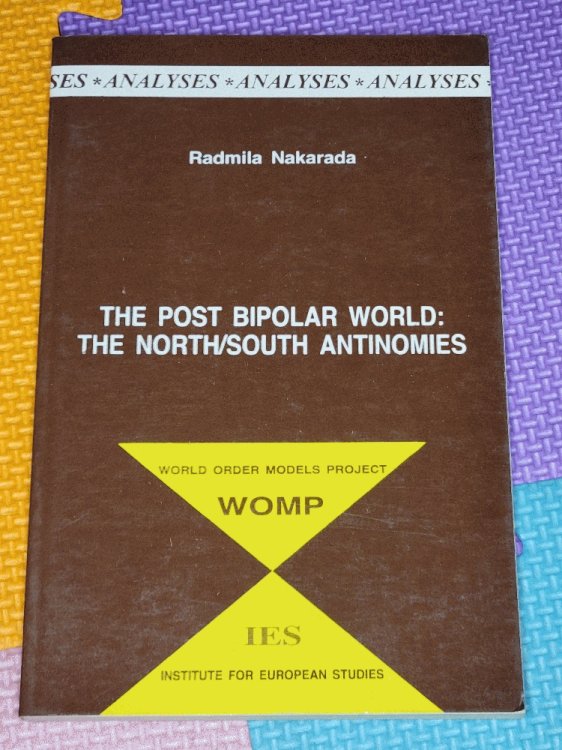 SES * ANALYSES * ANALYSES * ANALYSES *
Radmila Nakarada
THE POST BIPOLAR WORLD:
THE NORTH/SOUTH ANTINOMIES
WORLD ORDER MODELS PROJECT
WOMP
IES
INSTITUTE FOR EUROPEAN STUDIES